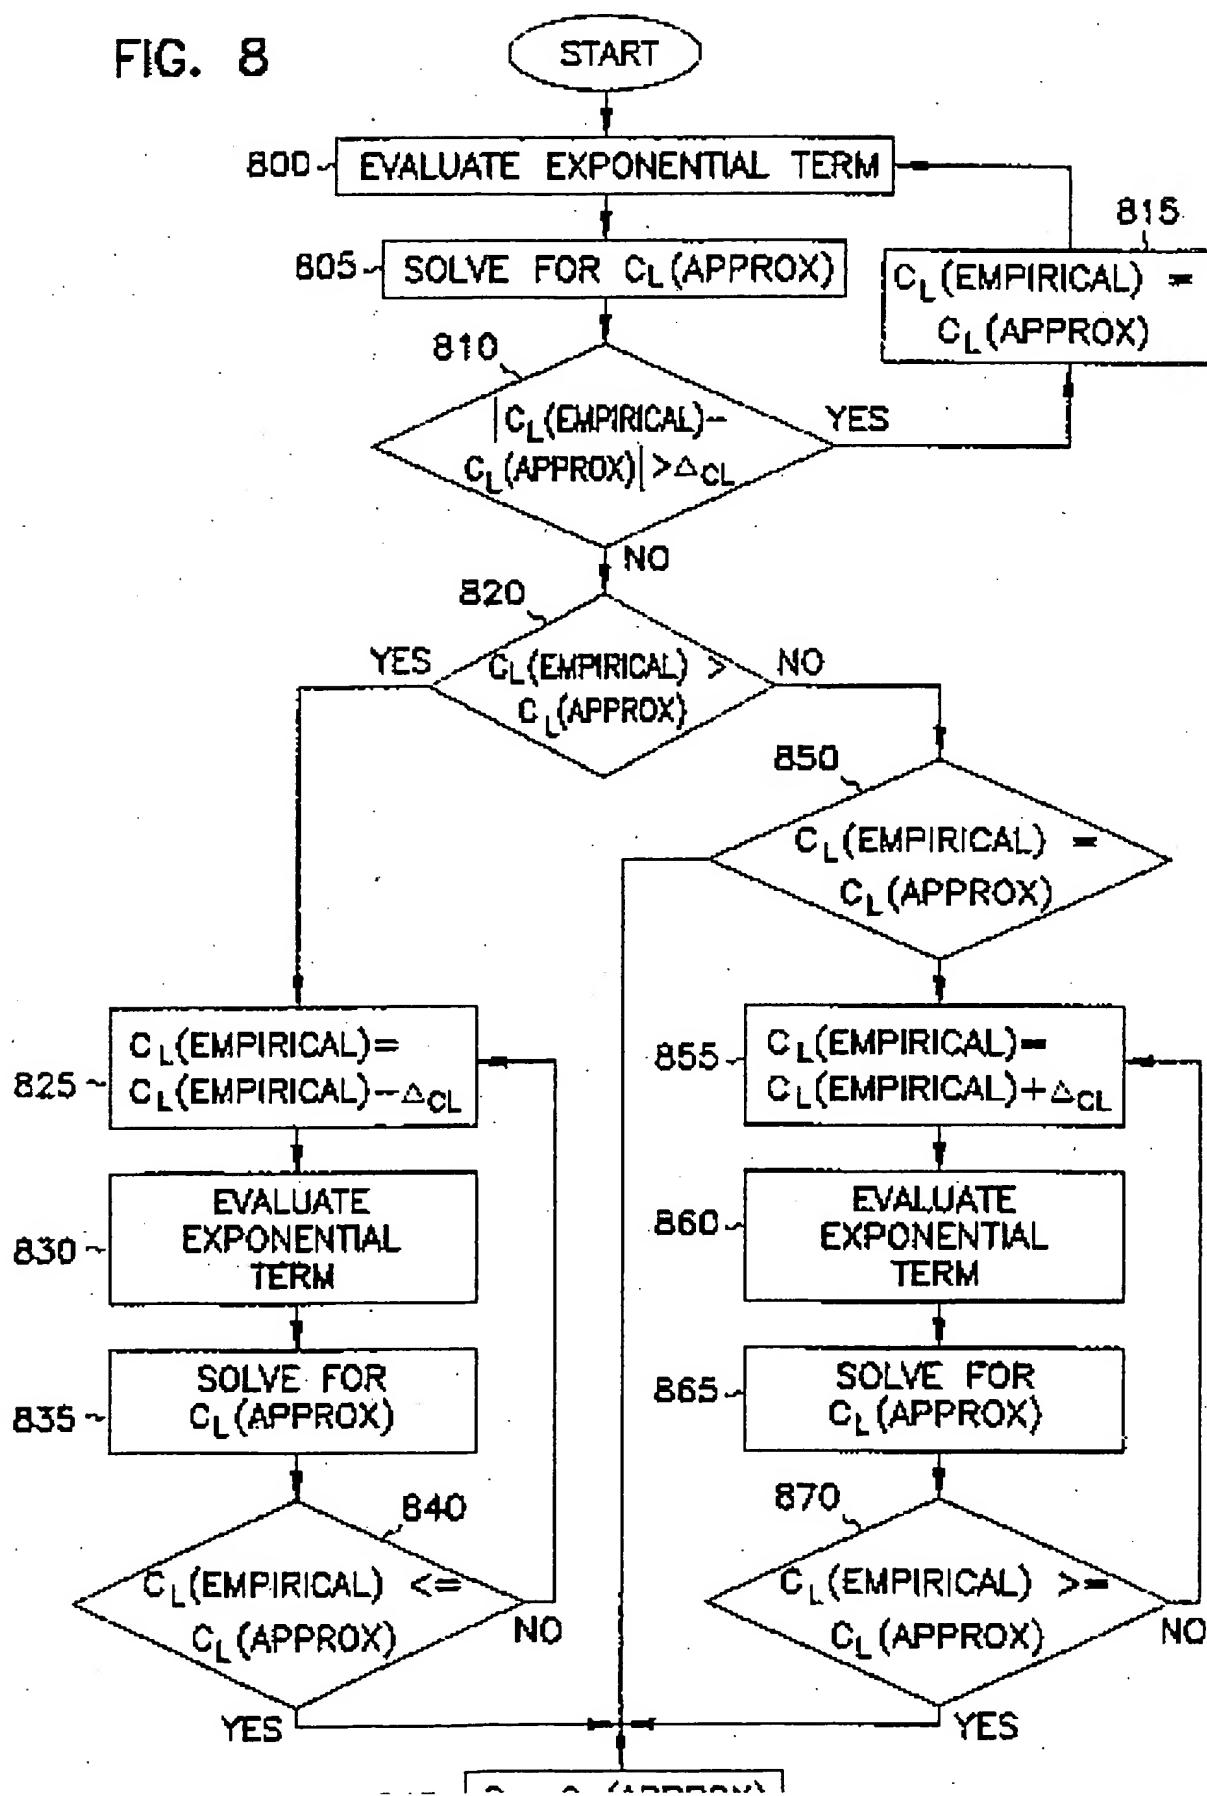 FIG. 8
START
800
EVALUATE EXPONENTIAL TERM
815
805
SOLVE FOR CL(APPROX)
CL(EMPIRICAL) =
CL(APPROX)
810
|CL(EMPIRICAL)−
CL(APPROX)|>△CL
YES
NO
820
YES
CL(EMPIRICAL) >
CL(APPROX)
NO
850
CL(EMPIRICAL) =
CL(APPROX)
825
CL(EMPIRICAL)=
CL(EMPIRICAL)−△CL
855
CL(EMPIRICAL)=
CL(EMPIRICAL)+△CL
830
EVALUATE
EXPONENTIAL
TERM
860
EVALUATE
EXPONENTIAL
TERM
835
SOLVE FOR
CL(APPROX)
865
SOLVE FOR
CL(APPROX)
840
CL(EMPIRICAL) <=
CL(APPROX)
NO
YES
870
CL(EMPIRICAL) >=
CL(APPROX)
NO
YES
(APPROX)